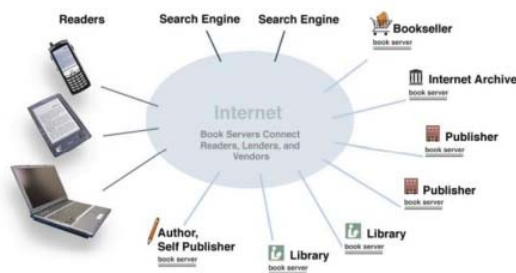 Readers
Search Engine
Search Engine
Bookseller
book server
Internet Archive
book server
Internet
Book Servers Connect
Readers, Lenders, and
Vendors
Publisher
book server
Publisher
book server
Library
book server
Library
book server
Author,
Self Publisher
book server